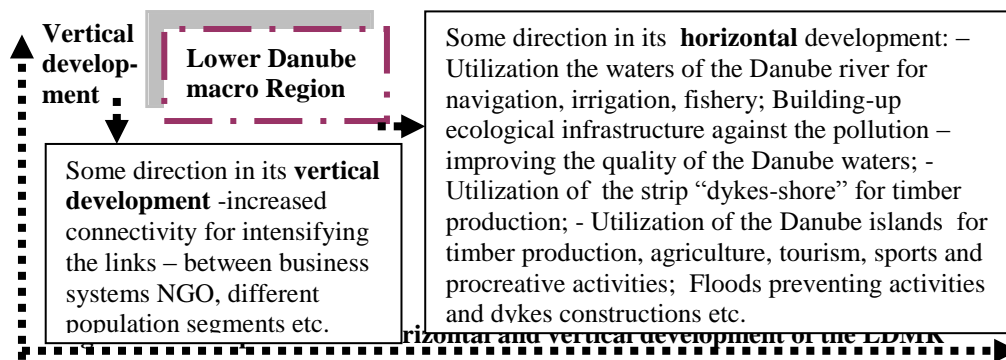 Vertical
develop-
ment
Lower Danube
macro Region
Some direction in its vertical
development -increased
connectivity for intensifying
the links – between business
systems NGO, different
population segments etc.
Some direction in its horizontal development: –
Utilization the waters of the Danube river for
navigation, irrigation, fishery; Building-up
ecological infrastructure against the pollution –
improving the quality of the Danube waters; -
Utilization of the strip “dykes-shore” for timber
production; - Utilization of the Danube islands for
timber production, agriculture, tourism, sports and
procreative activities; Floods preventing activities
and dykes constructions etc.
and vertical development of the LDMR